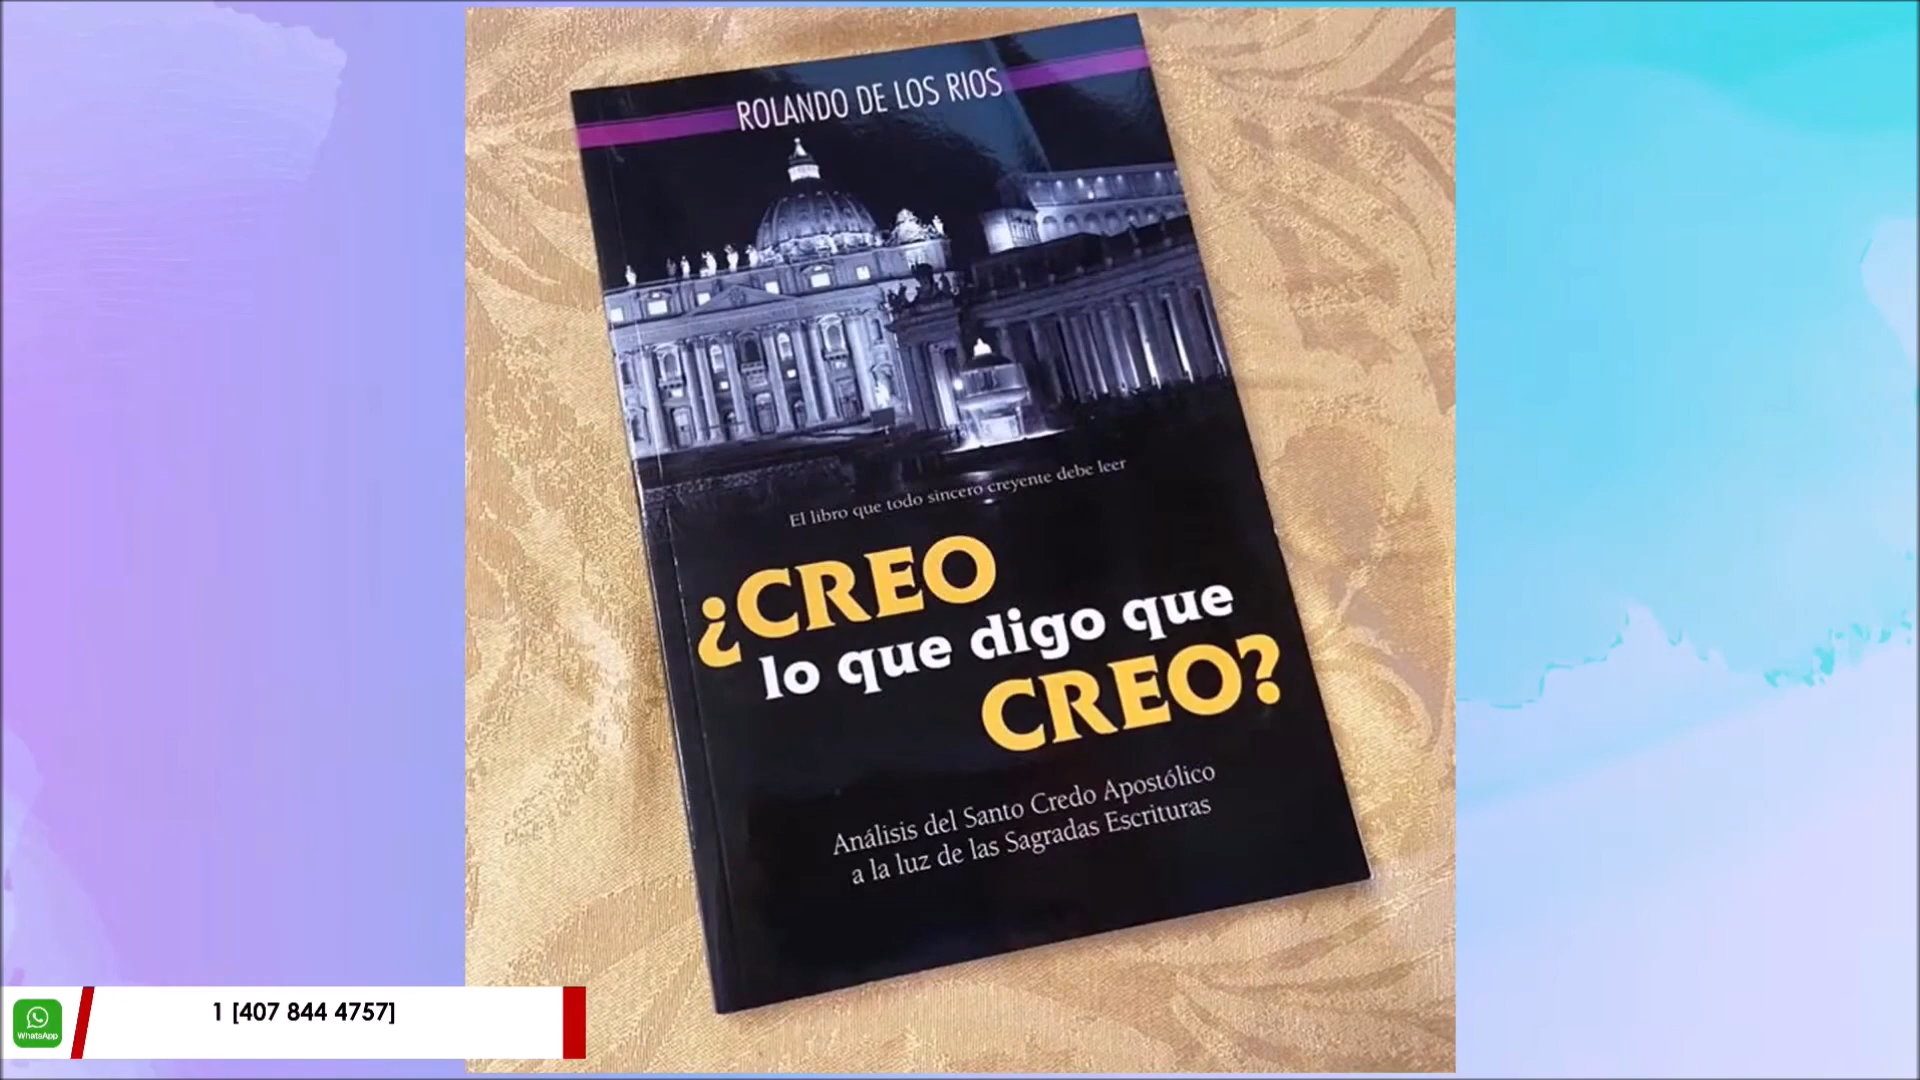 ROLANDO DE LOS RIOS
El libro que todo sincero creyente debe leer
¿CREO
lo que digo que
CREO?
Análisis del Santo Credo Apostólico
a la luz de las Sagradas Escrituras
WhatsApp
1 [407 844 4757]